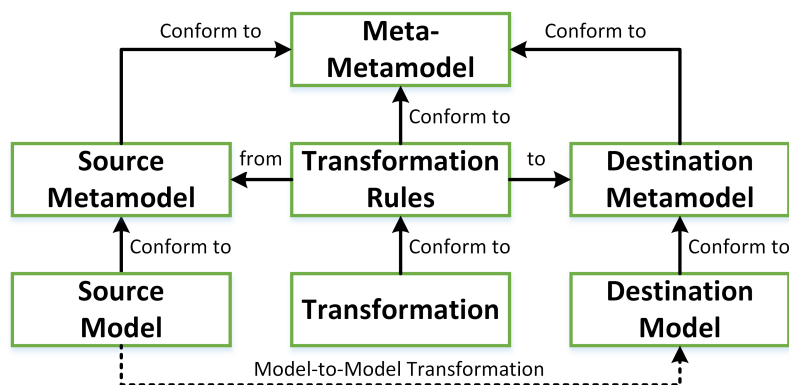 Conform to
Meta-
Metamodel
Conform to
Conform to
Source
Metamodel
from
Transformation
Rules
to
Destination
Metamodel
Conform to
Conform to
Conform to
Source
Model
Transformation
Destination
Model
Model-to-Model Transformation